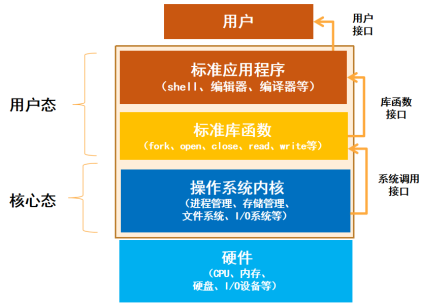 用户
用户
接口
标准应用程序
（shell、编辑器、编译器等）
用户态
库函数
接口
标准库函数
（fork、open、close、read、write等）
系统调用
接口
核心态
操作系统内核
（进程管理、存储管理、
文件系统、I/O系统等）
硬件
（CPU、内存、
硬盘、I/O设备等）